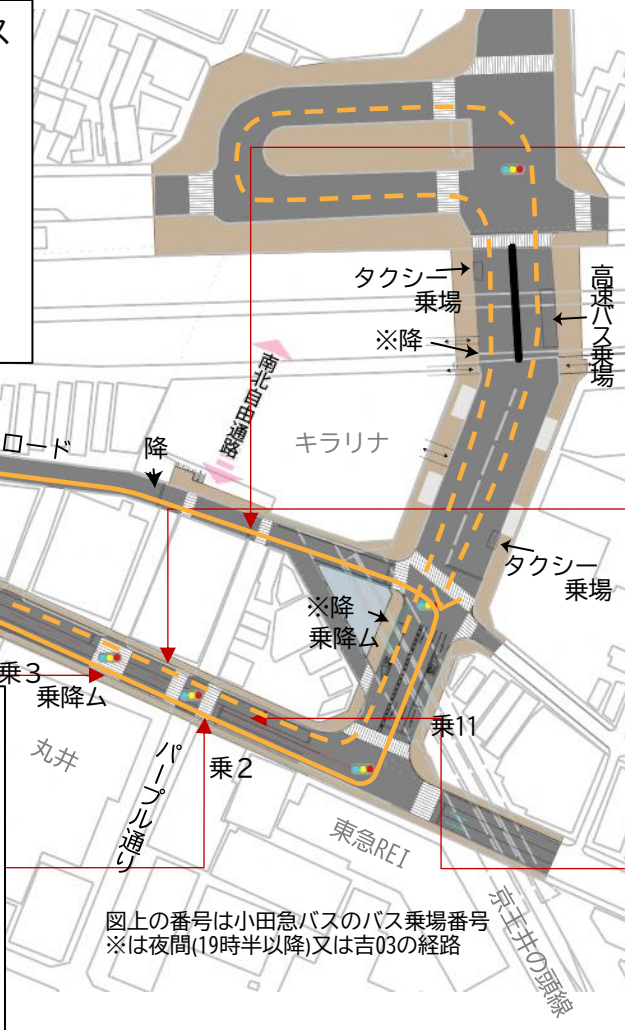 ス
タクシー
乗場
高速バス乗場
※降
南北自由通路
キラリナ
ロード
降
タクシー
乗場
※降
乗降ム
乗3
乗降ム
乗11
乗2
丸井
パープル通り
東急REI
京王井の頭線
図上の番号は小田急バスのバス乗場番号
※は夜間(19時半以降)又は吉03の経路